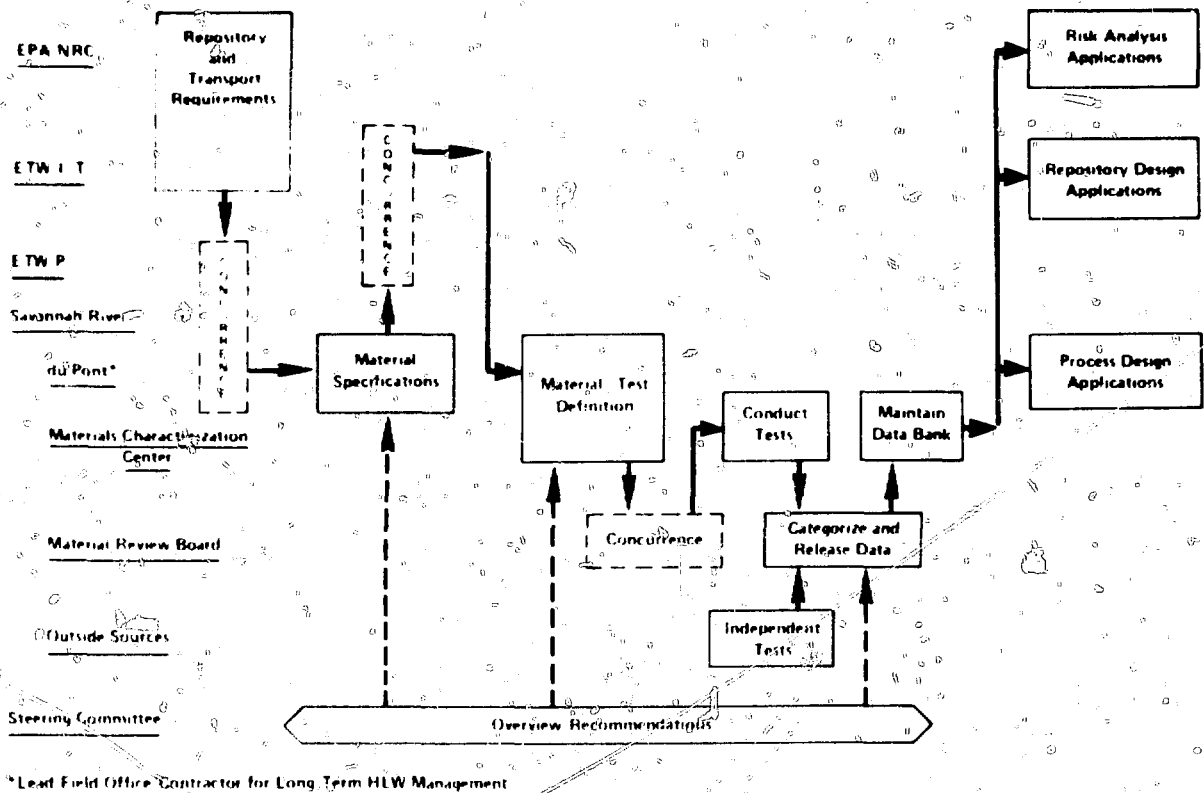 EPA NRC
Repository
and
Transport
Requirements
Risk Analysis
Applications
Repository Design
Applications
ETW P
Savannah River
du Pont*
Material
Specifications
Material Test
Definition
Conduct
Tests
Maintain
Data Bank
Process Design
Applications
Materials Characterization
Center
Material Review Board
Concurrence
Categorize and
Release Data
Outside Sources
Independent
Tests
Steering Committee
Overview Recommendations
*Lead Field Office Contractor for Long Term HLW Management